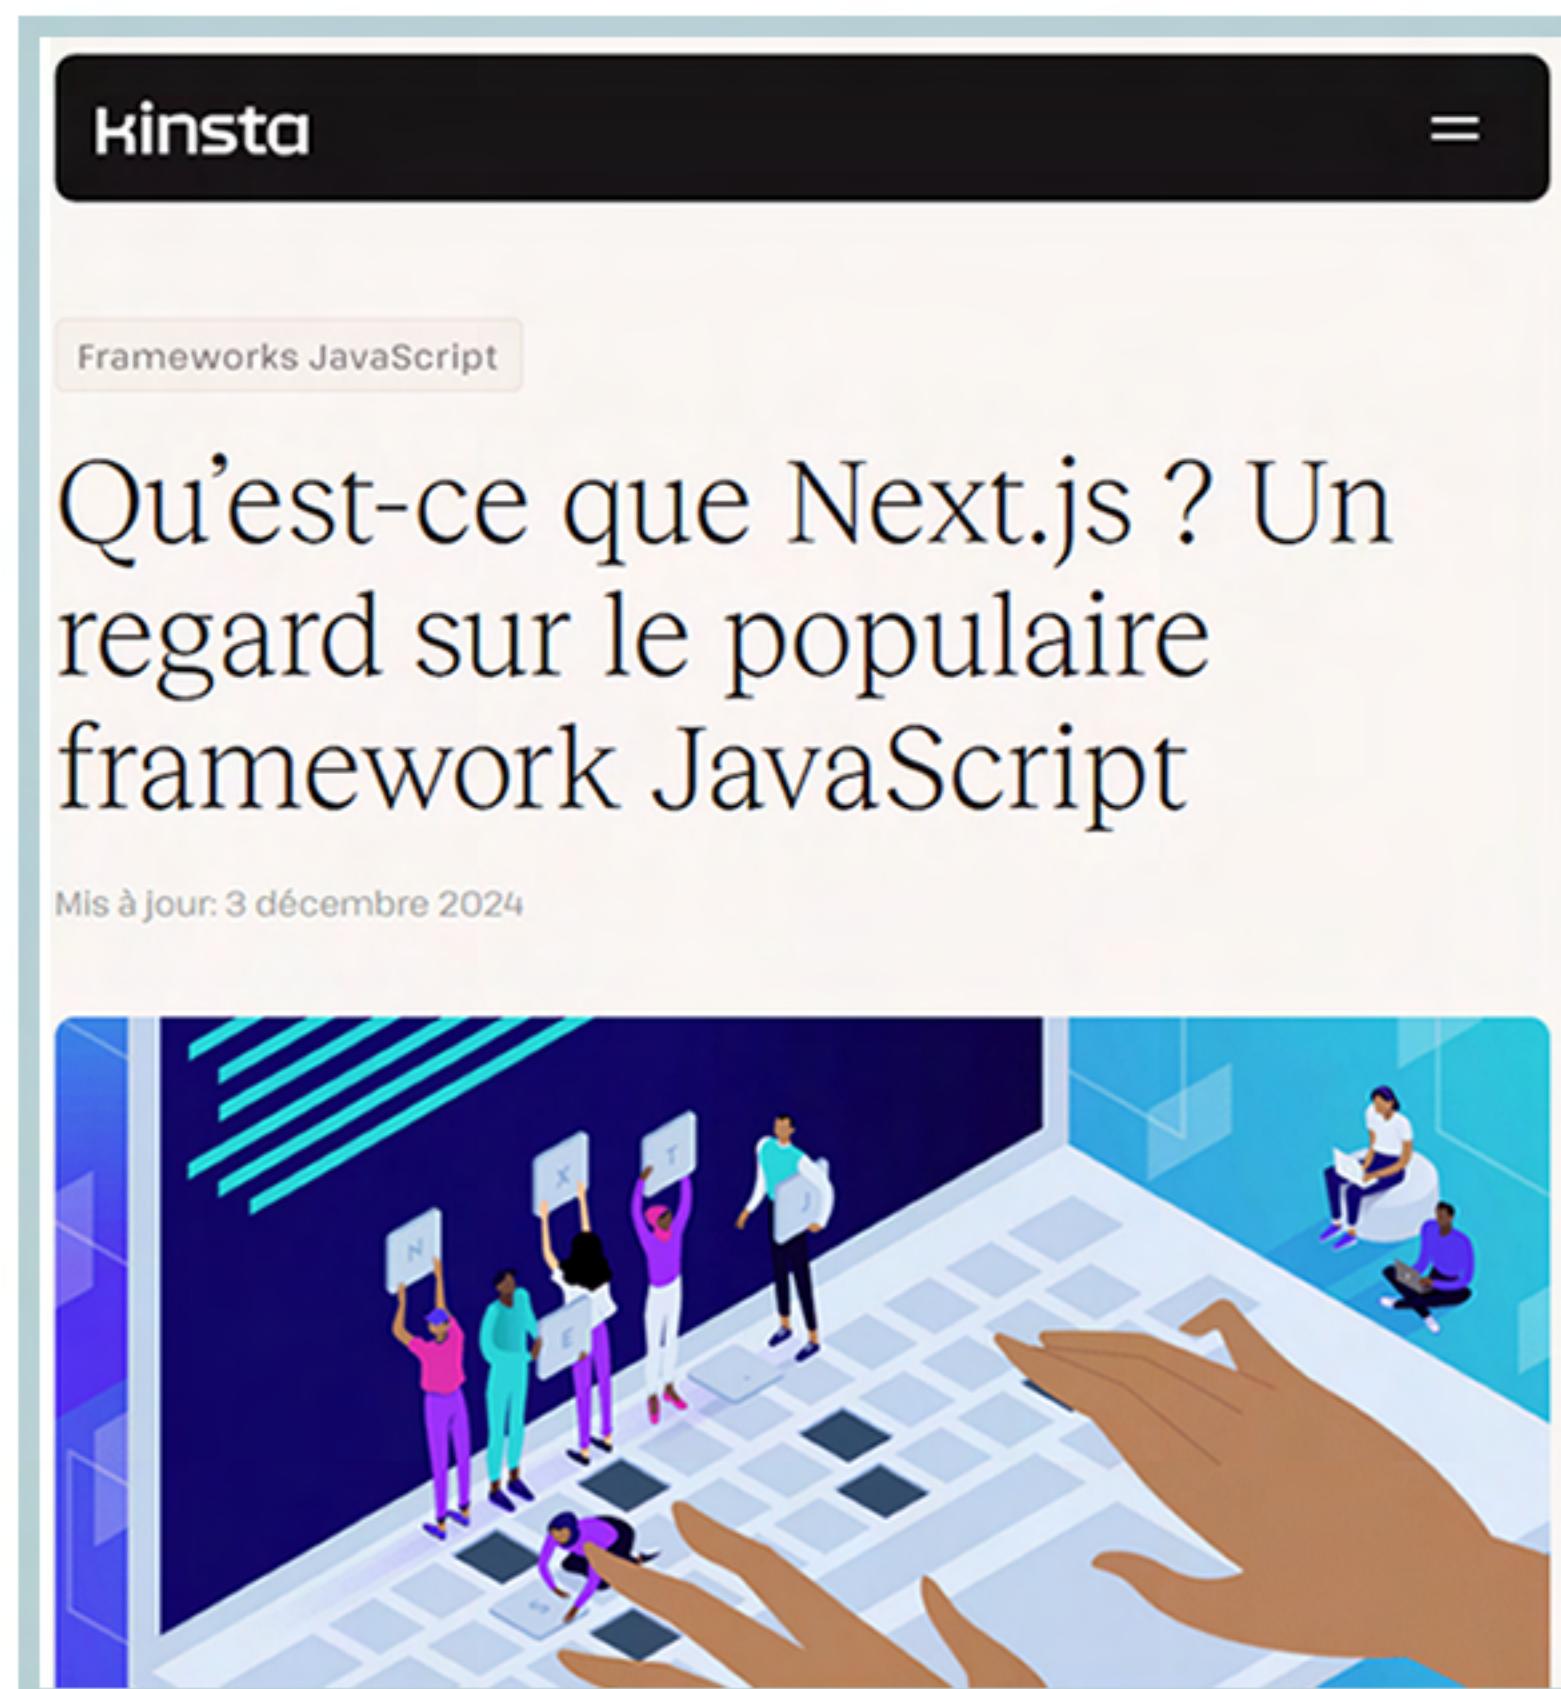 Kinsta
Frameworks JavaScript
Qu’est-ce que Next.js ? Un
regard sur le populaire
framework JavaScript
Mis à jour: 3 décembre 2024
N
X
T
J
E
S